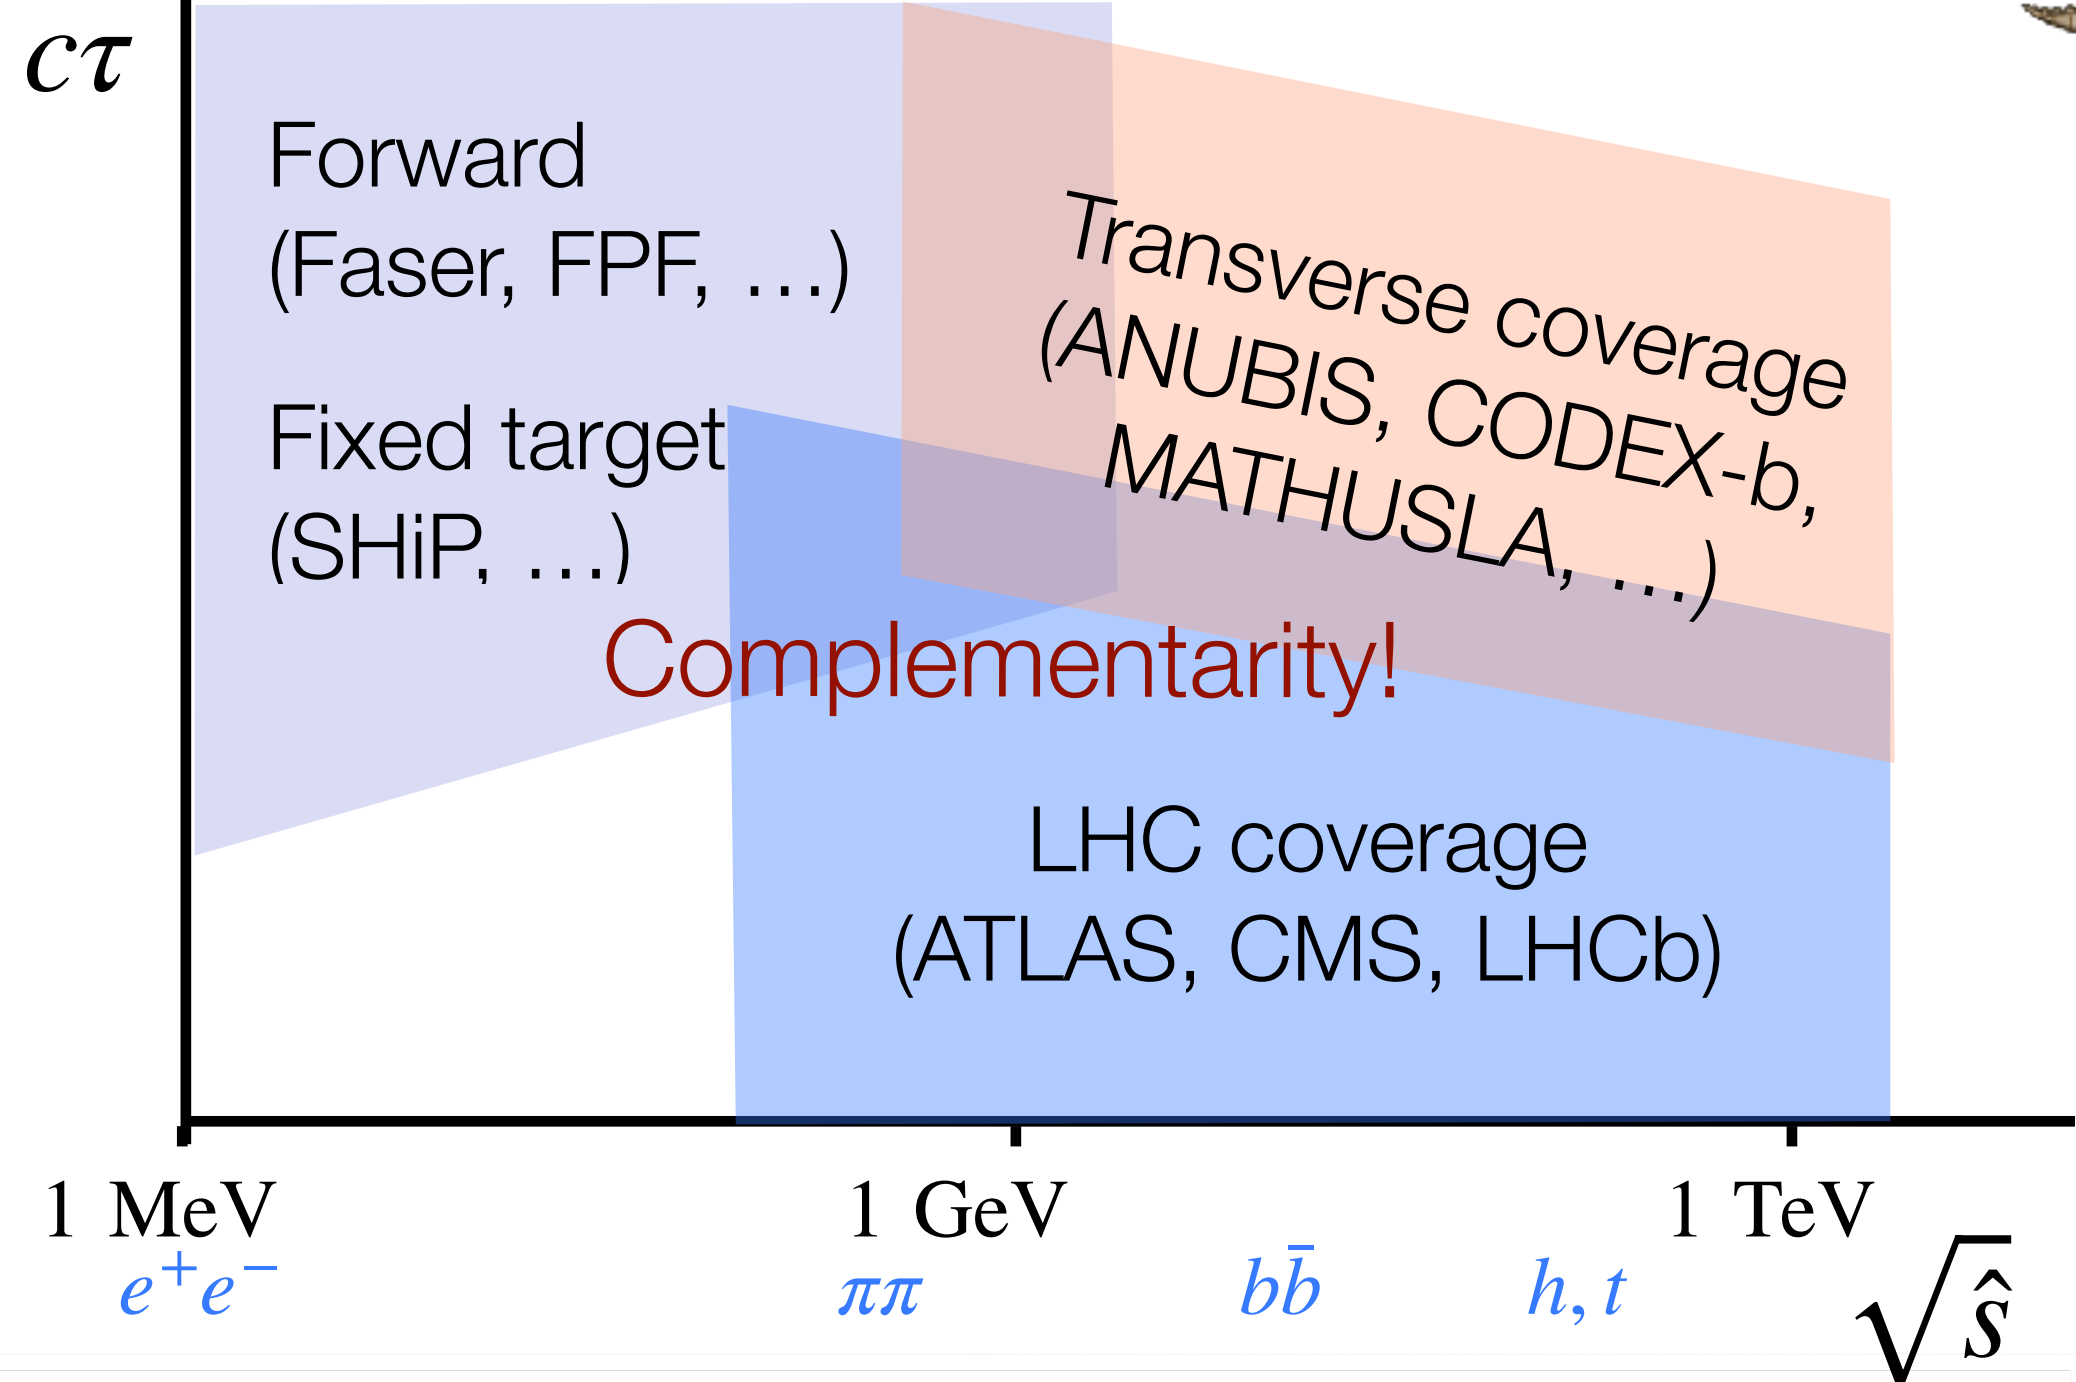 cτ
Forward
(Faser, FPF, …)
Fixed target
(SHiP, …)
Transverse coverage
(ANUBIS, CODEX-b,
MATHUSLA, …)
Complementarity!
LHC coverage
(ATLAS, CMS, LHCb)
1 MeV 1 GeV 1 TeV
e⁺e⁻ ππ bb̄ h, t
√ŝ